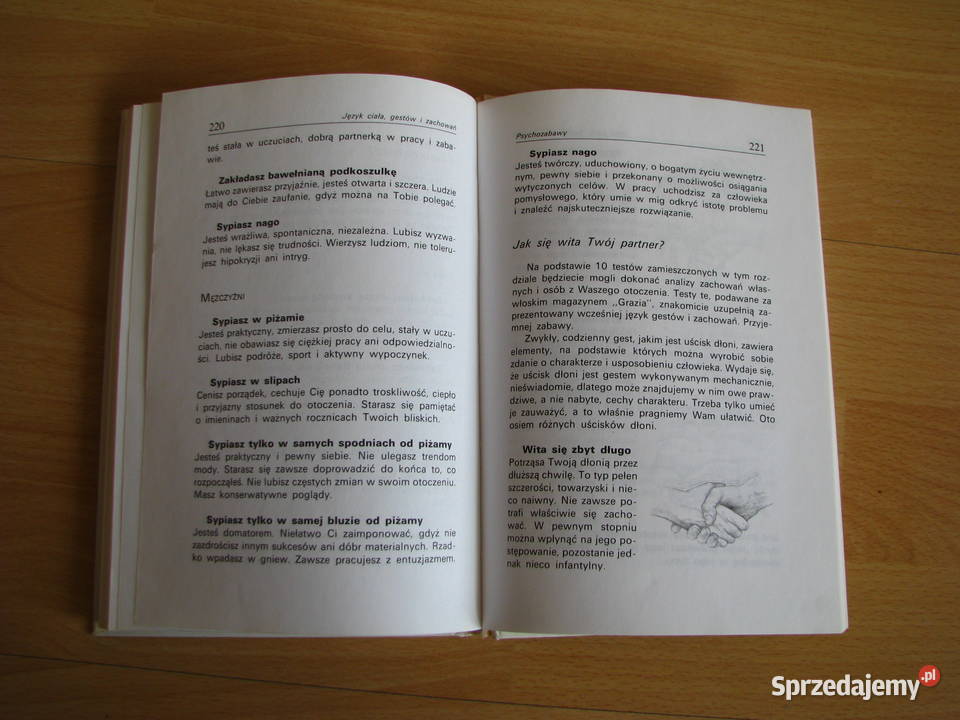 220 Język ciała, gestów i zachowań
teś stała w uczuciach, dobrą partnerką w pracy i zaba-
wie.
Zakładasz bawełnianą podkoszulkę
Łatwo zawierasz przyjaźnie, jesteś otwarta i szczera. Ludzie
mają do Ciebie zaufanie, gdyż można na Tobie polegać.
Sypiasz nago
Jesteś wrażliwa, spontaniczna, niezależna. Lubisz wyzwa-
nia, nie lękasz się trudności. Wierzysz ludziom, nie toleru-
jesz hipokryzji ani intryg.
MĘŻCZYŹNI
Sypiasz w piżamie
Jesteś praktyczny, zmierzasz prosto do celu, stały w uczu-
ciach, nie obawiasz się ciężkiej pracy ani odpowiedzialno-
ści. Lubisz podróże, sport i aktywny wypoczynek.
Sypiasz w slipach
Cenisz porządek, cechuje Cię ponadto troskliwość, ciepło
i przyjazny stosunek do otoczenia. Starasz się pamiętać
o imieninach i ważnych rocznicach Twoich bliskich.
Sypiasz tylko w samych spodniach od piżamy
Jesteś praktyczny i pewny siebie. Nie ulegasz trendom
mody. Starasz się zawsze doprowadzić do końca to, co
rozpocząłeś. Nie lubisz częstych zmian w swoim otoczeniu.
Masz konserwatywne poglądy.
Sypiasz tylko w samej bluzie od piżamy
Jesteś domatorem. Niełatwo Ci zaimponować, gdyż nie
zazdrościsz innym sukcesów ani dóbr materialnych. Rzad-
ko wpadasz w gniew. Zawsze pracujesz z entuzjazmem.
Psychozabawy 221
Sypiasz nago
Jesteś twórczy, uduchowiony, o bogatym życiu wewnętrz-
nym, pewny siebie i przekonany o możliwości osiągania
wytyczonych celów. W pracy uchodzisz za człowieka
pomysłowego, który umie w mig odkryć istotę problemu
i znaleźć najskuteczniejsze rozwiązanie.
Jak się wita Twój partner?
Na podstawie 10 testów zamieszczonych w tym roz-
dziale będziecie mogli dokonać analizy zachowań włas-
nych i osób z Waszego otoczenia. Testy te, podawane za
włoskim magazynem „Grazia", znakomicie uzupełnią za-
prezentowany wcześniej język gestów i zachowań. Przyje-
mnej zabawy.
Zwykły, codzienny gest, jakim jest uścisk dłoni, zawiera
elementy, na podstawie których można wyrobić sobie
zdanie o charakterze i usposobieniu człowieka. Wydaje się,
że uścisk dłoni jest gestem wykonywanym mechanicznie,
nieświadomie, dlatego może znajdujemy w nim owe praw-
dziwe, a nie nabyte, cechy charakteru. Trzeba tylko umieć
je zauważyć, a to właśnie pragniemy Wam ułatwić. Oto
osiem różnych uścisków dłoni.
Wita się zbyt długo
Potrząsa Twoją dłonią przez
dłuższą chwilę. To typ pełen
szczerości, towarzyski i nie-
co naiwny. Nie zawsze po-
trafi właściwie się zacho-
wać. W pewnym stopniu
można wpłynąć na jego po-
stępowanie, pozostanie jed-
nak nieco infantylny.
Sprzedajemy.pl